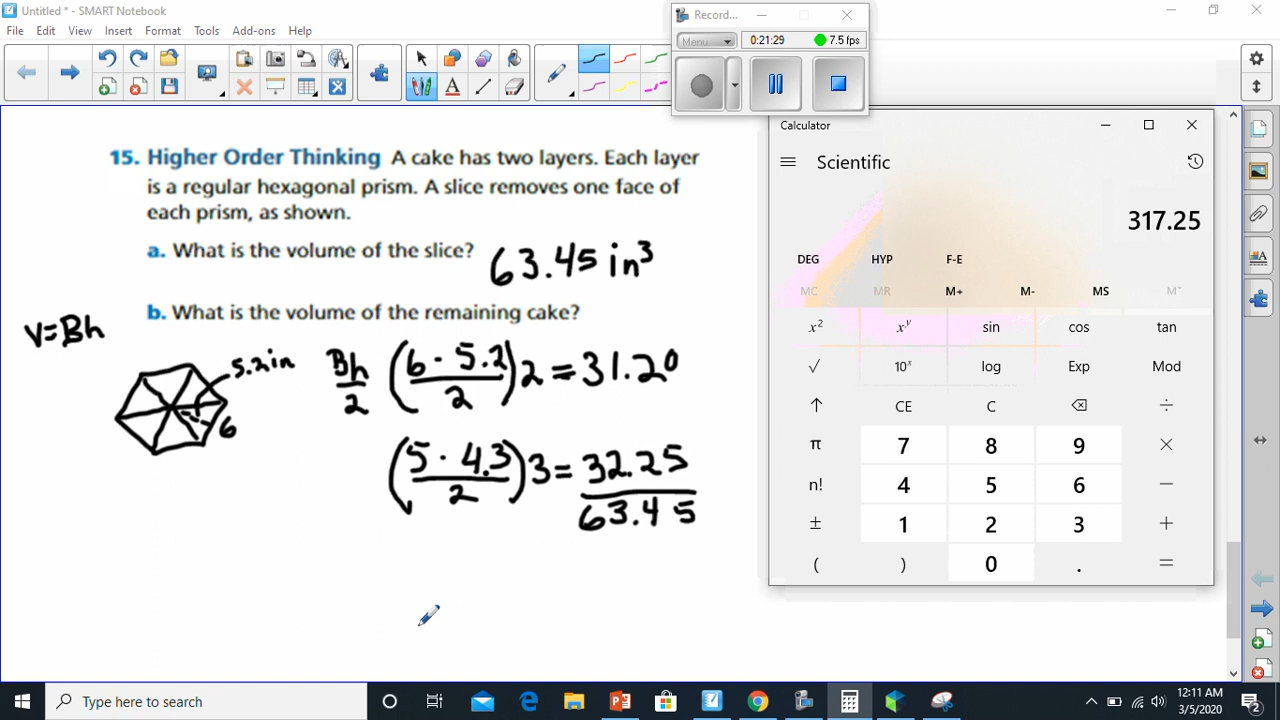 Untitled * - SMART Notebook
File Edit View Insert Format Tools Add-ons Help
Record...
Menu 0:21:29 7.5 fps
15. Higher Order Thinking A cake has two layers. Each layer
is a regular hexagonal prism. A slice removes one face of
each prism, as shown.
a. What is the volume of the slice? 63.45 in³
b. What is the volume of the remaining cake?
V=Bh
5.2in
6
Bh/2 (6 · 5.2/2)2 = 31.20
(5 · 4.3/2)3 = 32.25
63.45
Calculator
Scientific
317.25
DEG HYP F-E
MC MR M+ M- MS M˅
x² xʸ sin cos tan
√ 10ˣ log Exp Mod
↑ CE C ÷
π 7 8 9 ×
n! 4 5 6 −
± 1 2 3 +
( ) 0 . =
Type here to search
12:11 AM
3/5/2020
2